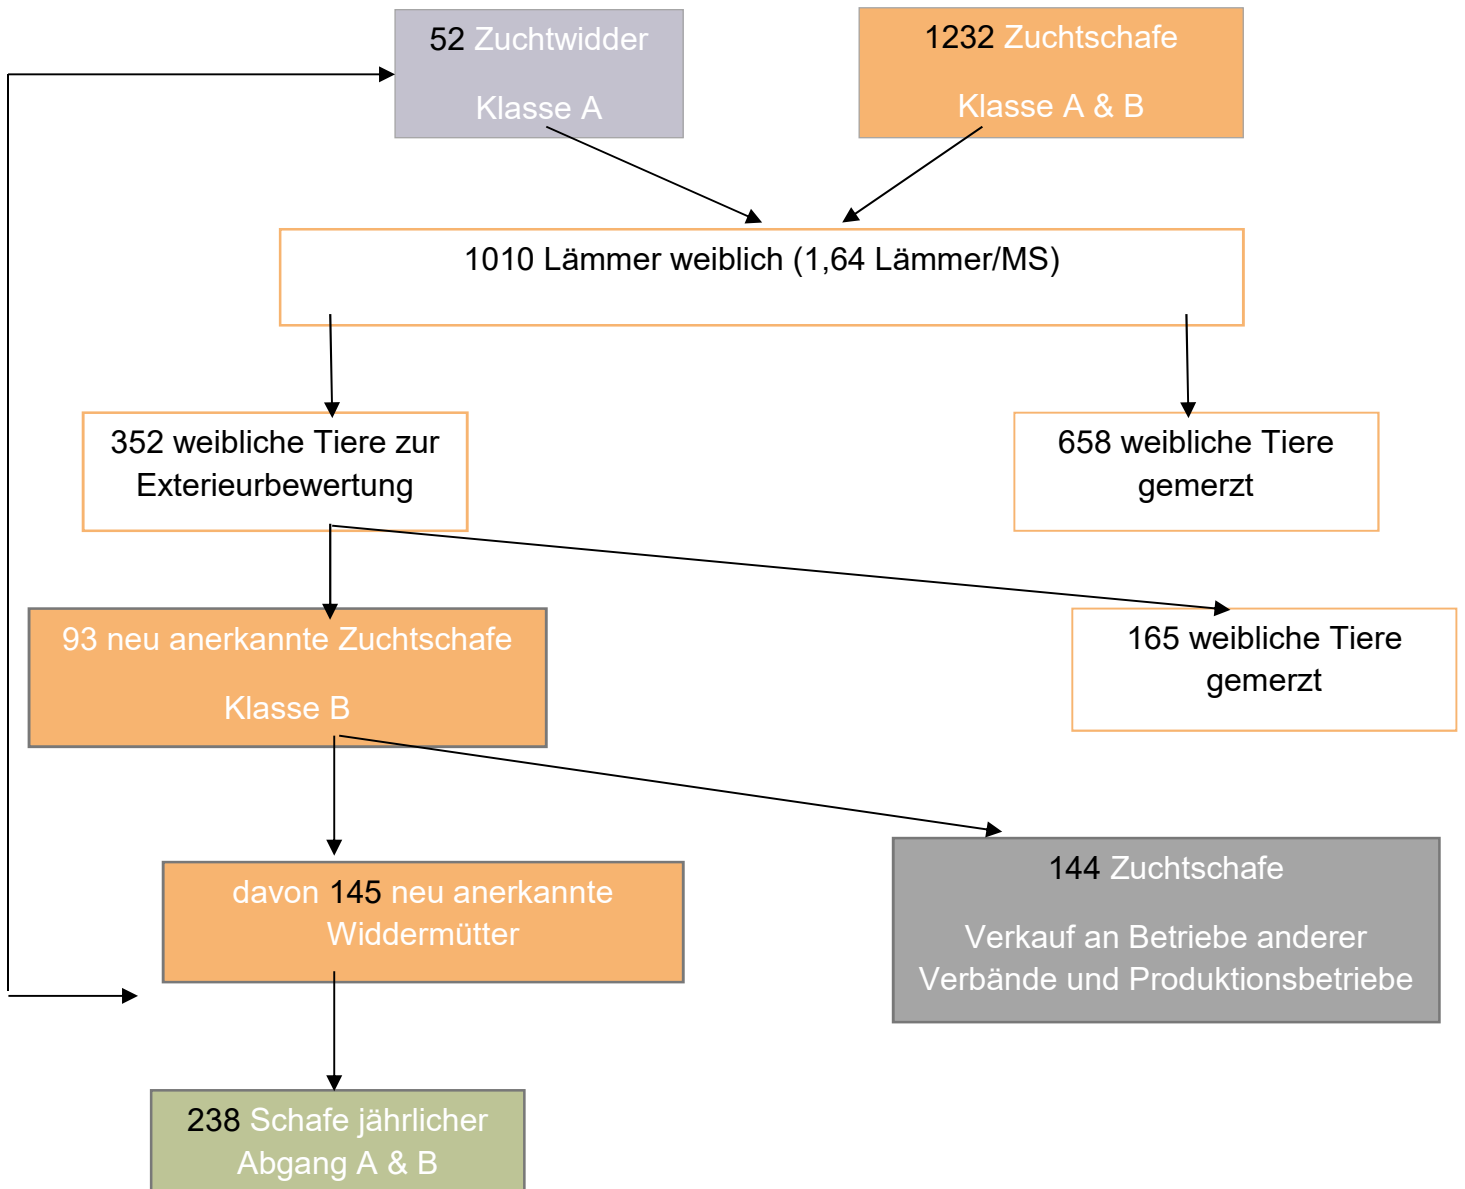 52 Zuchtwidder
Klasse A
1232 Zuchtschafe
Klasse A & B
1010 Lämmer weiblich (1,64 Lämmer/MS)
352 weibliche Tiere zur
Exterieurbewertung
658 weibliche Tiere
gemerzt
93 neu anerkannte Zuchtschafe
Klasse B
165 weibliche Tiere
gemerzt
davon 145 neu anerkannte
Widdermütter
144 Zuchtschafe
Verkauf an Betriebe anderer
Verbände und Produktionsbetriebe
238 Schafe jährlicher
Abgang A & B